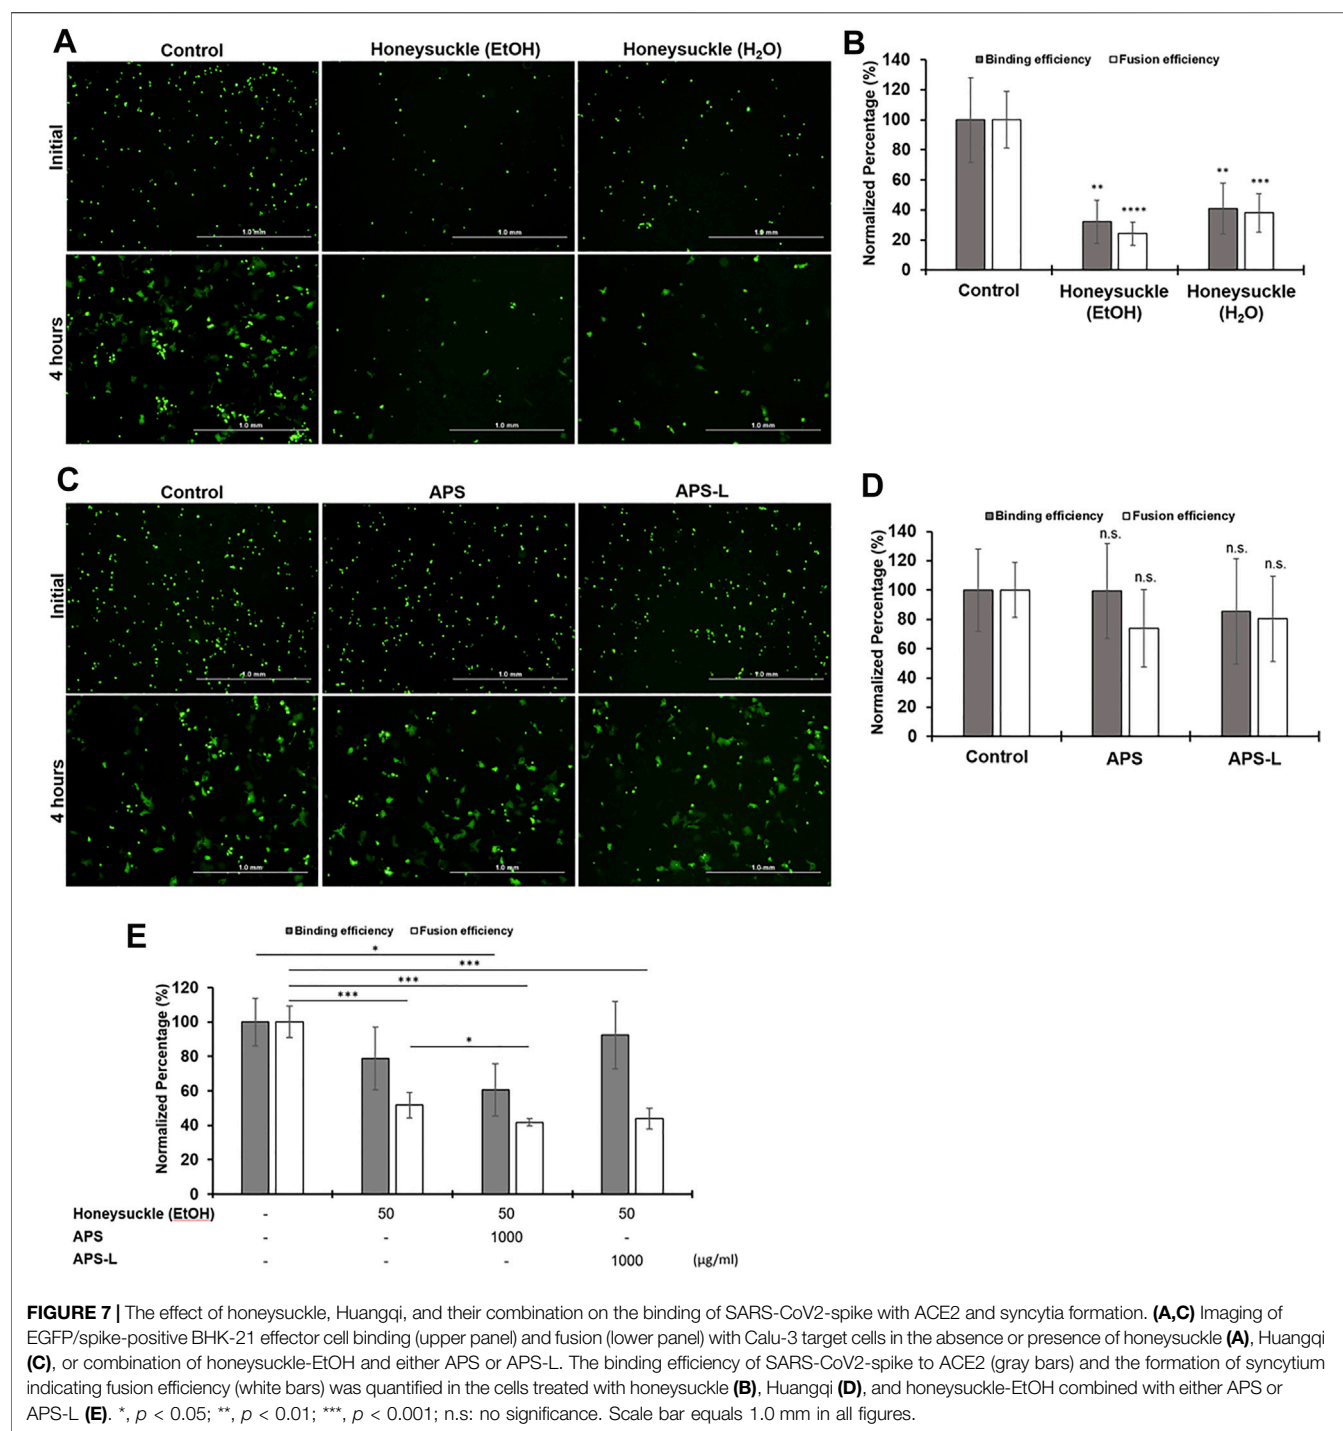 A
Control
Honeysuckle (EtOH)
Honeysuckle (H₂O)
Initial
1.0 mm
1.0 mm
1.0 mm
4 hours
1.0 mm
1.0 mm
1.0 mm
B
Binding efficiency
Fusion efficiency
Normalized Percentage (%)
140
120
100
80
60
40
20
0
**
****
**
***
Control
Honeysuckle (EtOH)
Honeysuckle (H₂O)
C
Control
APS
APS-L
Initial
1.0 mm
1.0 mm
1.0 mm
4 hours
1.0 mm
1.0 mm
1.0 mm
D
Binding efficiency
Fusion efficiency
Normalized Percentage (%)
140
120
100
80
60
40
20
0
n.s.
n.s.
n.s.
n.s.
Control
APS
APS-L
E
Binding efficiency
Fusion efficiency
*
***
***
***
*
Normalized Percentage (%)
120
100
80
60
40
20
0
Honeysuckle (EtOH) - 50 50 50
APS - - 1000 -
APS-L - - - 1000 (μg/ml)
FIGURE 7 | The effect of honeysuckle, Huangqi, and their combination on the binding of SARS-CoV2-spike with ACE2 and syncytia formation. (A,C) Imaging of
EGFP/spike-positive BHK-21 effector cell binding (upper panel) and fusion (lower panel) with Calu-3 target cells in the absence or presence of honeysuckle (A), Huangqi
(C), or combination of honeysuckle-EtOH and either APS or APS-L. The binding efficiency of SARS-CoV2-spike to ACE2 (gray bars) and the formation of syncytium
indicating fusion efficiency (white bars) was quantified in the cells treated with honeysuckle (B), Huangqi (D), and honeysuckle-EtOH combined with either APS or
APS-L (E). *, p < 0.05; **, p < 0.01; ***, p < 0.001; n.s: no significance. Scale bar equals 1.0 mm in all figures.